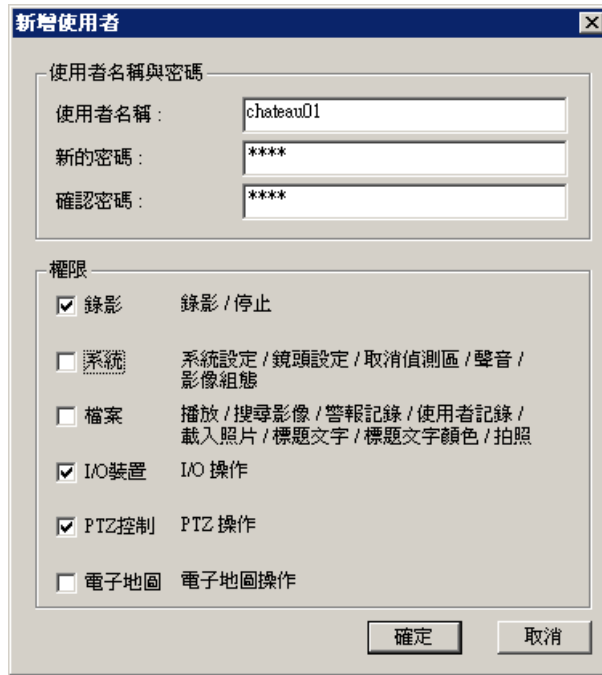 新增使用者
使用者名稱與密碼
使用者名稱 : chateau01
新的密碼 : ****
確認密碼 : ****
權限
錄影 錄影 / 停止
系統 系統設定 / 鏡頭設定 / 取消偵測區 / 聲音 /
影像組態
檔案 播放 / 搜尋影像 / 警報記錄 / 使用者記錄 /
載入照片 / 標題文字 / 標題文字顏色 / 拍照
I/O裝置 I/O 操作
PTZ控制 PTZ 操作
電子地圖 電子地圖操作
確定 取消